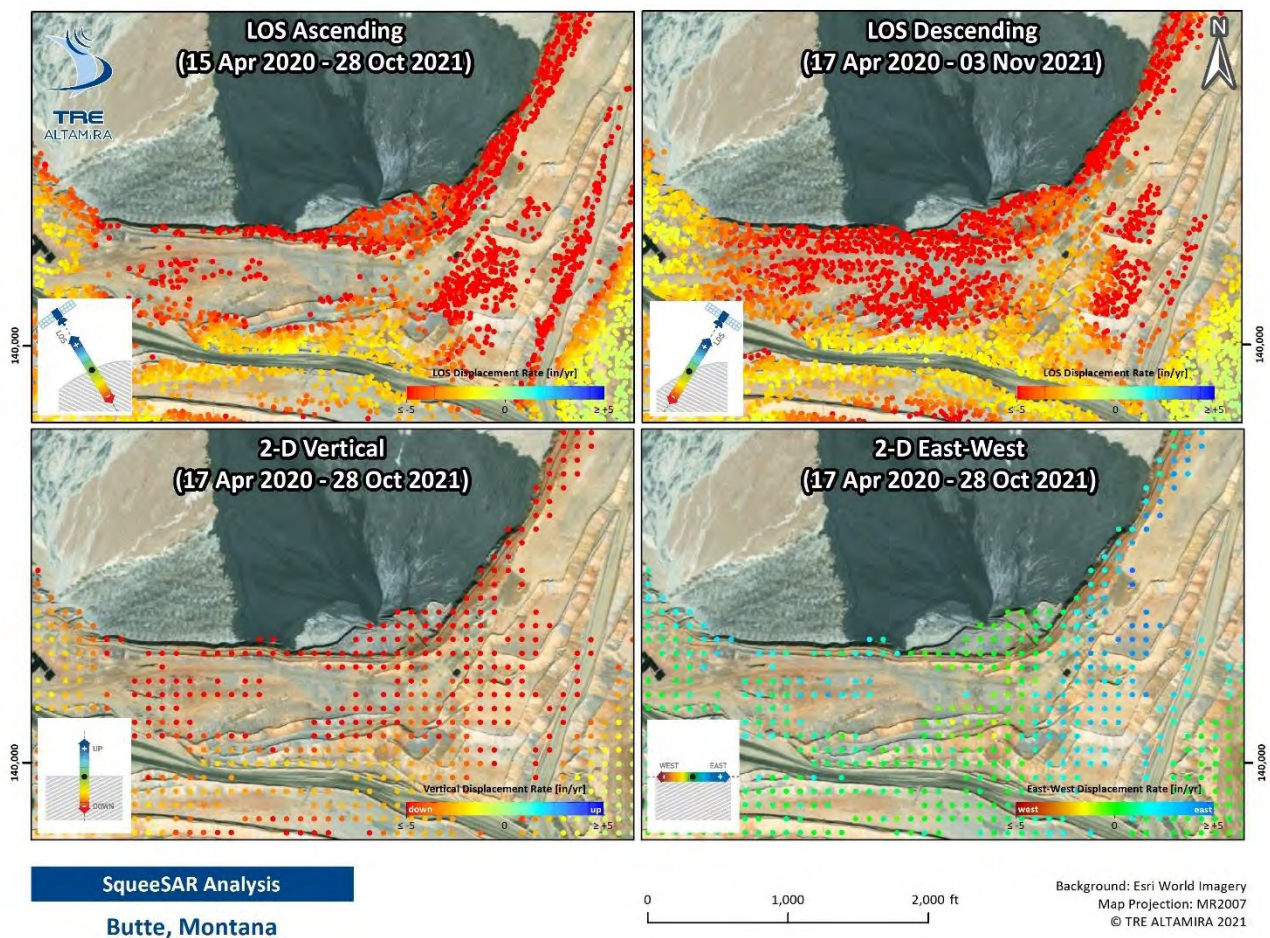 LOS Ascending
(15 Apr 2020 - 28 Oct 2021)
TRE
ALTAMIRA
LOS
140,000
LOS Displacement Rate [in/yr]
≤ -5 0 ≥ +5
LOS Descending
(17 Apr 2020 - 03 Nov 2021)
N
LOS
140,000
LOS Displacement Rate [in/yr]
≤ -5 0 ≥ +5
2-D Vertical
(17 Apr 2020 - 28 Oct 2021)
UP
DOWN
140,000
Vertical Displacement Rate [in/yr]
down up
≤ -5 0 ≥ +5
2-D East-West
(17 Apr 2020 - 28 Oct 2021)
WEST EAST
140,000
East-West Displacement Rate [in/yr]
west east
≤ -5 0 ≥ +5
SqueeSAR Analysis
Butte, Montana
0 1,000 2,000 ft
Background: Esri World Imagery
Map Projection: MR2007
© TRE ALTAMIRA 2021